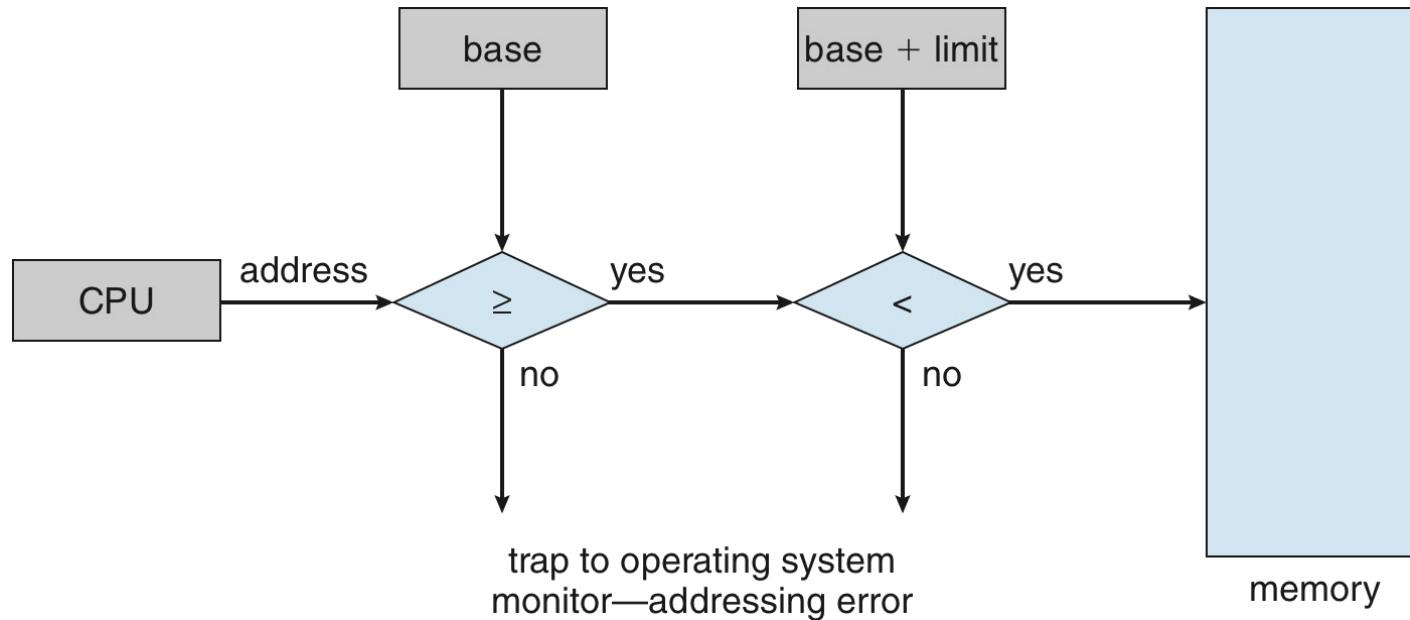 base
base + limit
CPU
address
≥
yes
<
yes
no
no
trap to operating system
monitor—addressing error
memory